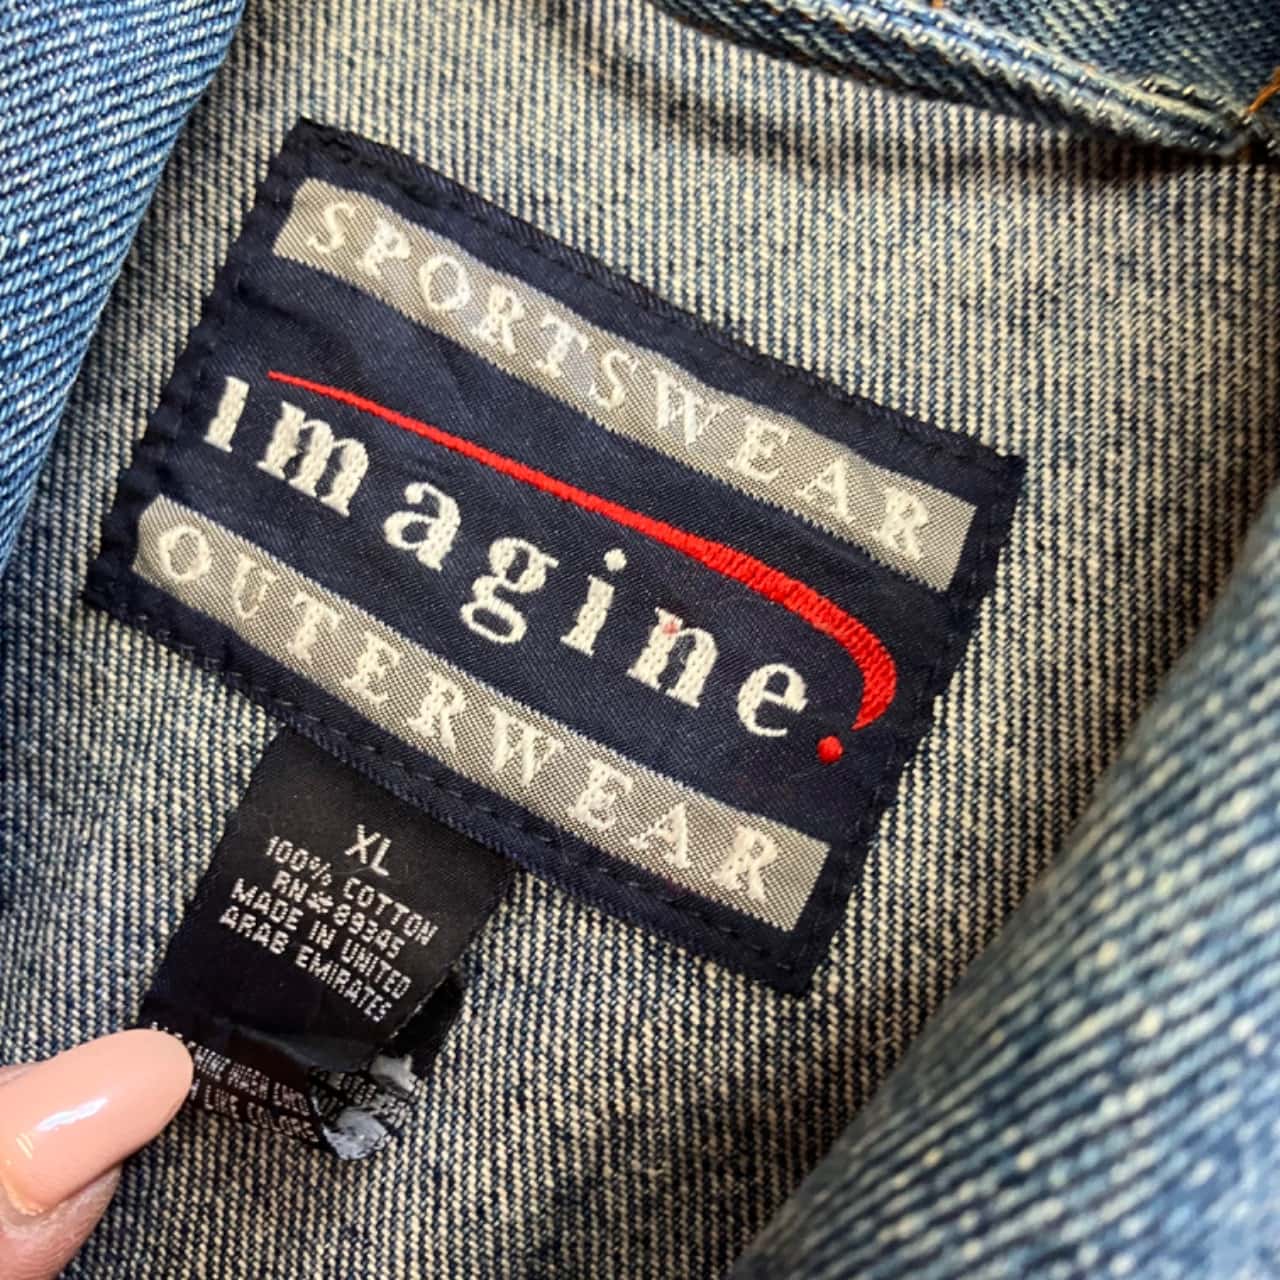 SPORTSWEAR
imagine.
OUTERWEAR
XL
100% COTTON
RN# 89345
MADE IN UNITED
ARAB EMIRATES